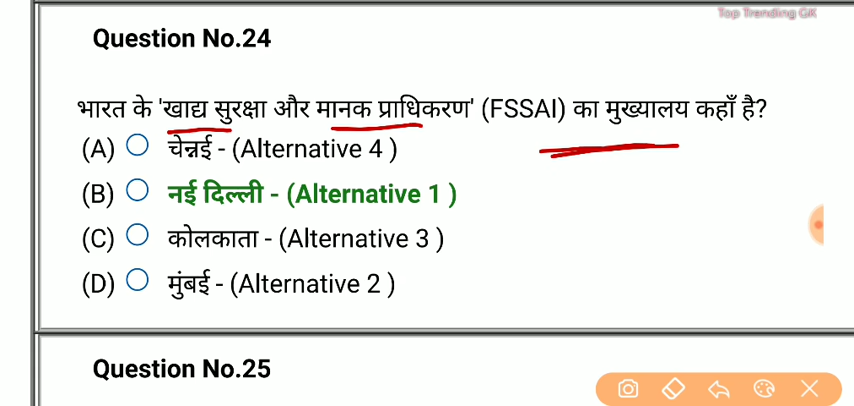 Top Trending GK
Question No.24
भारत के 'खाद्य सुरक्षा और मानक प्राधिकरण' (FSSAI) का मुख्यालय कहाँ है?
(A) चेन्नई - (Alternative 4 )
(B) नई दिल्ली - (Alternative 1 )
(C) कोलकाता - (Alternative 3 )
(D) मुंबई - (Alternative 2 )
Question No.25